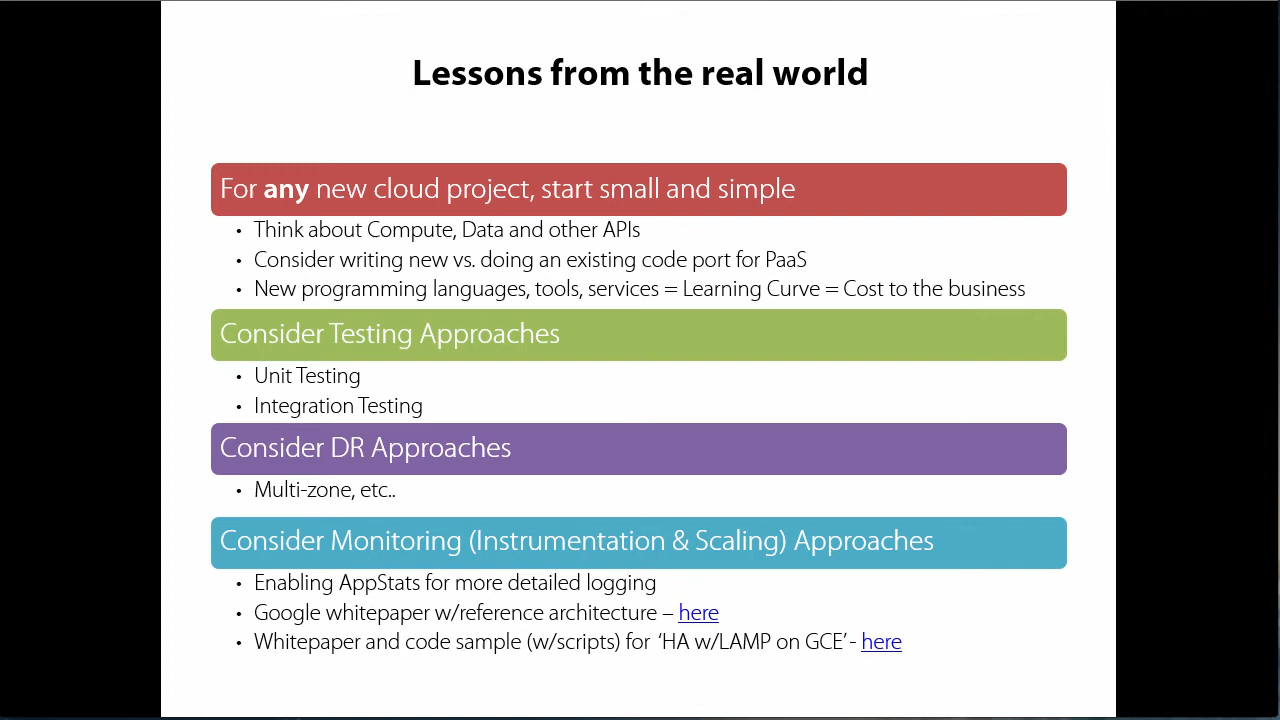 Lessons from the real world
For any new cloud project, start small and simple
• Think about Compute, Data and other APIs
• Consider writing new vs. doing an existing code port for PaaS
• New programming languages, tools, services = Learning Curve = Cost to the business
Consider Testing Approaches
• Unit Testing
• Integration Testing
Consider DR Approaches
• Multi-zone, etc..
Consider Monitoring (Instrumentation & Scaling) Approaches
• Enabling AppStats for more detailed logging
• Google whitepaper w/reference architecture – here
• Whitepaper and code sample (w/scripts) for ‘HA w/LAMP on GCE’- here